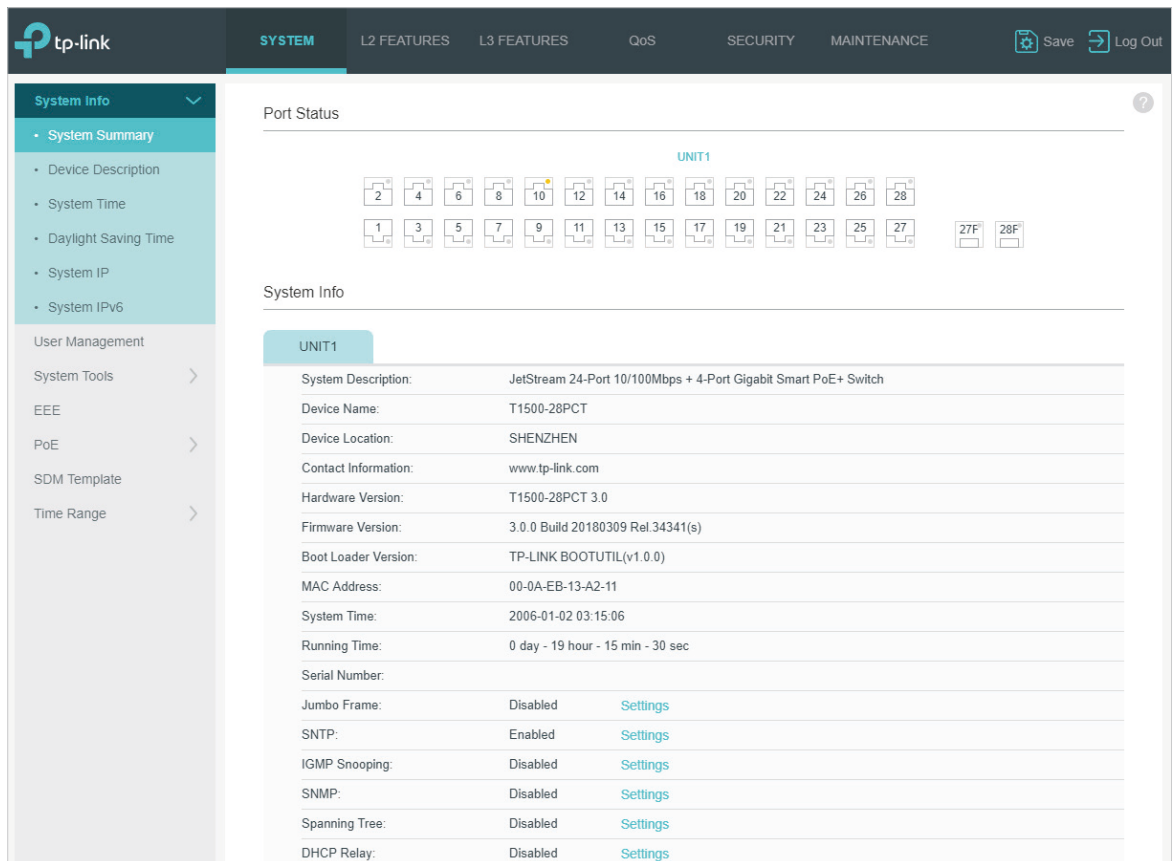 tp-link
SYSTEM L2 FEATURES L3 FEATURES QoS SECURITY MAINTENANCE Save Log Out
System Info
System Summary
Device Description
System Time
Daylight Saving Time
System IP
System IPv6
User Management
System Tools
EEE
PoE
SDM Template
Time Range
Port Status ?
UNIT1
2 4 6 8 10 12 14 16 18 20 22 24 26 28
1 3 5 7 9 11 13 15 17 19 21 23 25 27 27F 28F
System Info
UNIT1
System Description: JetStream 24-Port 10/100Mbps + 4-Port Gigabit Smart PoE+ Switch
Device Name: T1500-28PCT
Device Location: SHENZHEN
Contact Information: www.tp-link.com
Hardware Version: T1500-28PCT 3.0
Firmware Version: 3.0.0 Build 20180309 Rel.34341(s)
Boot Loader Version: TP-LINK BOOTUTIL(v1.0.0)
MAC Address: 00-0A-EB-13-A2-11
System Time: 2006-01-02 03:15:06
Running Time: 0 day - 19 hour - 15 min - 30 sec
Serial Number:
Jumbo Frame: Disabled Settings
SNTP: Enabled Settings
IGMP Snooping: Disabled Settings
SNMP: Disabled Settings
Spanning Tree: Disabled Settings
DHCP Relay: Disabled Settings